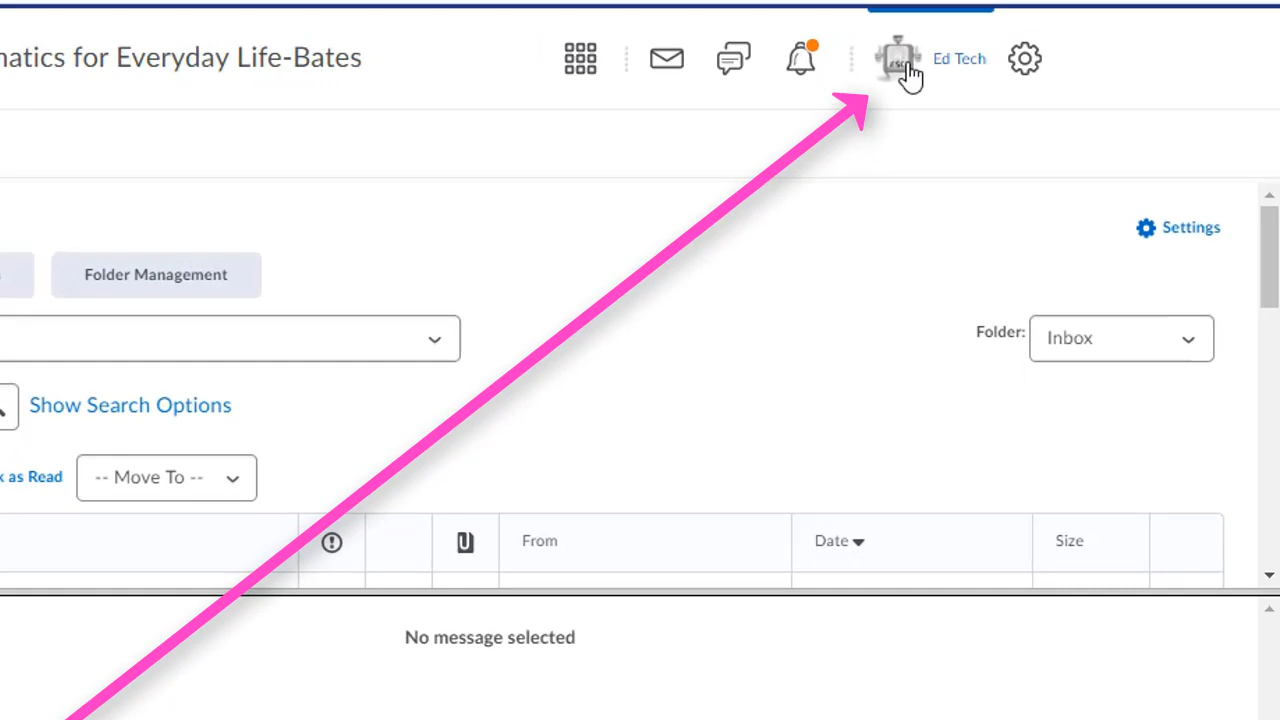 matics for Everyday Life-Bates
Ed Tech
Settings
Folder Management
Folder:
Inbox
Show Search Options
as Read
-- Move To --
From
Date
Size
No message selected